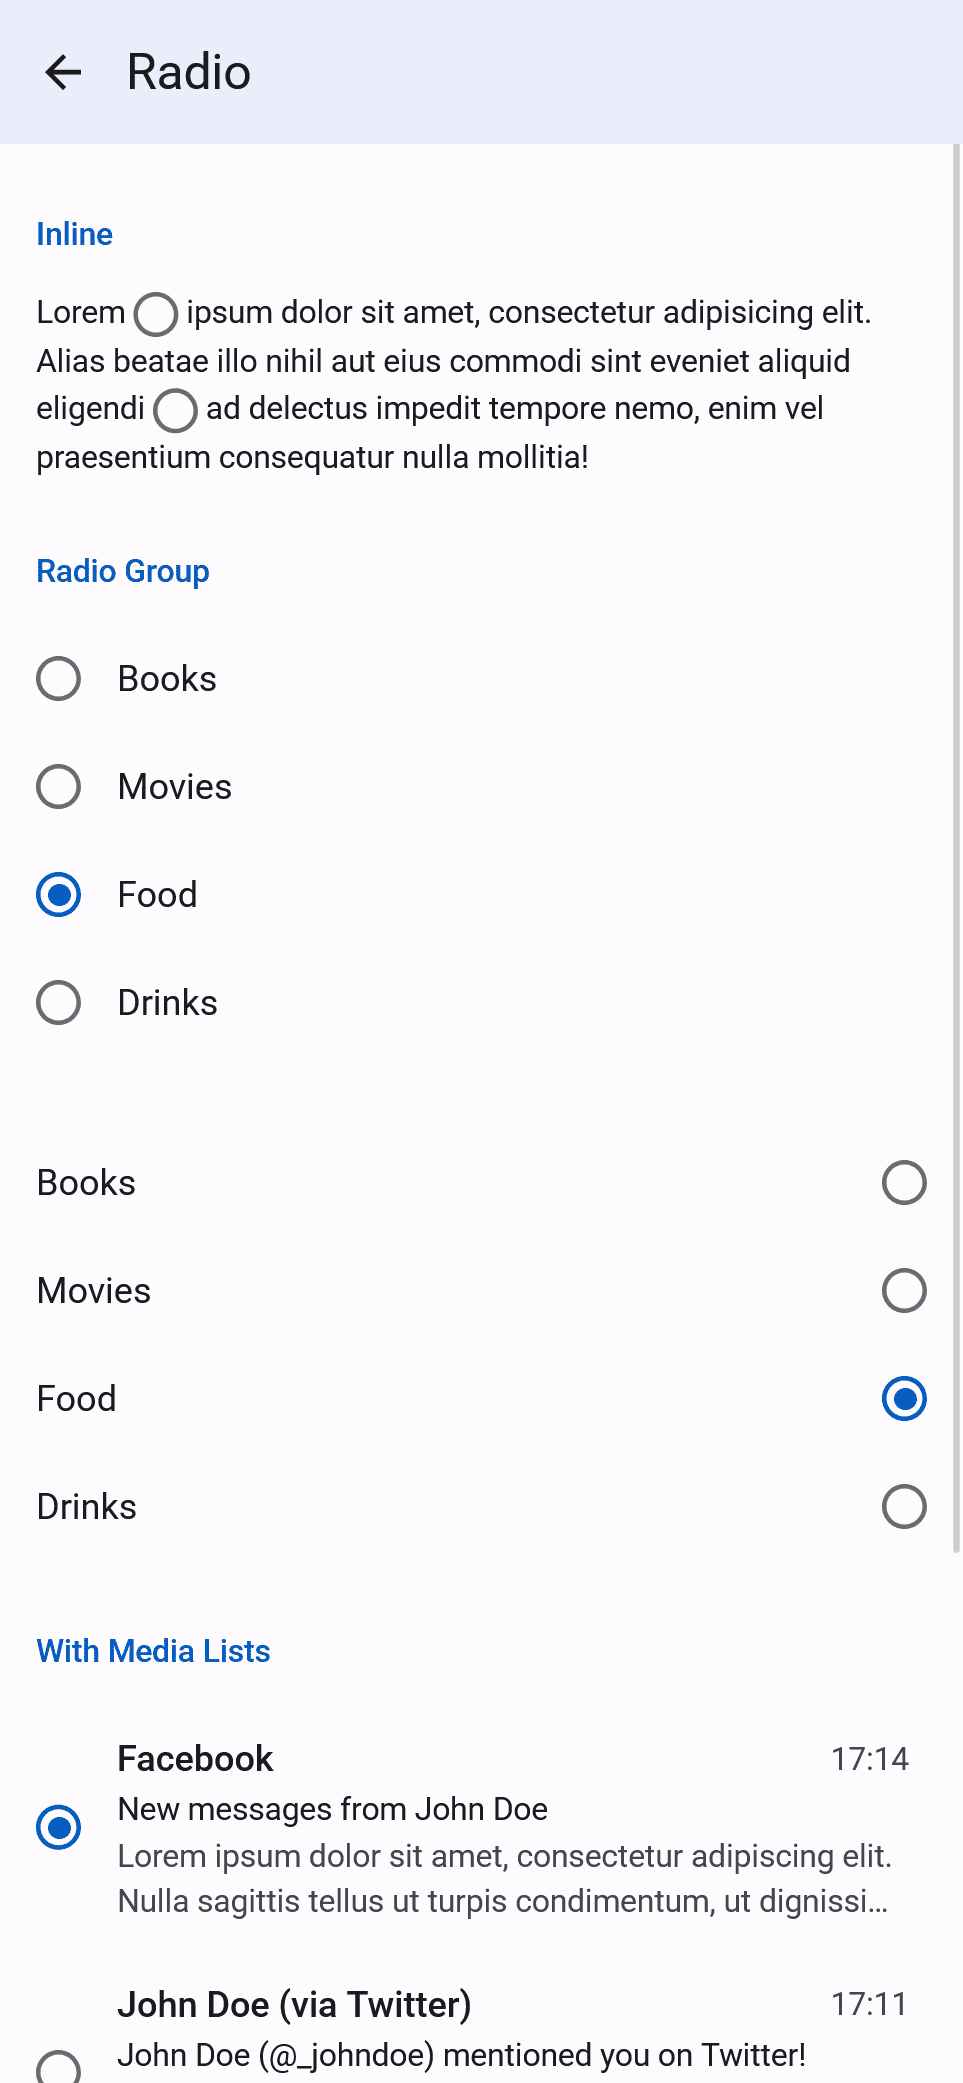 Radio
Inline
Lorem ipsum dolor sit amet, consectetur adipisicing elit.
Alias beatae illo nihil aut eius commodi sint eveniet aliquid
eligendi ad delectus impedit tempore nemo, enim vel
praesentium consequatur nulla mollitia!
Radio Group
Books
Movies
Food
Drinks
Books
Movies
Food
Drinks
With Media Lists
Facebook 17:14
New messages from John Doe
Lorem ipsum dolor sit amet, consectetur adipiscing elit.
Nulla sagittis tellus ut turpis condimentum, ut dignissi...
John Doe (via Twitter) 17:11
John Doe (@_johndoe) mentioned you on Twitter!